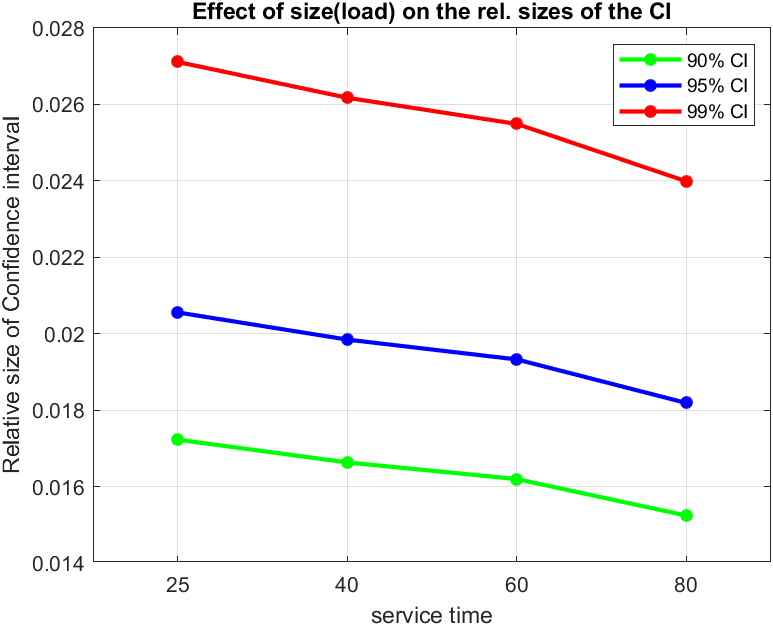 Effect of size(load) on the rel. sizes of the CI
0.028
0.026
0.024
0.022
0.02
0.018
0.016
0.014
Relative size of Confidence interval
90% CI
95% CI
99% CI
25 40 60 80
service time